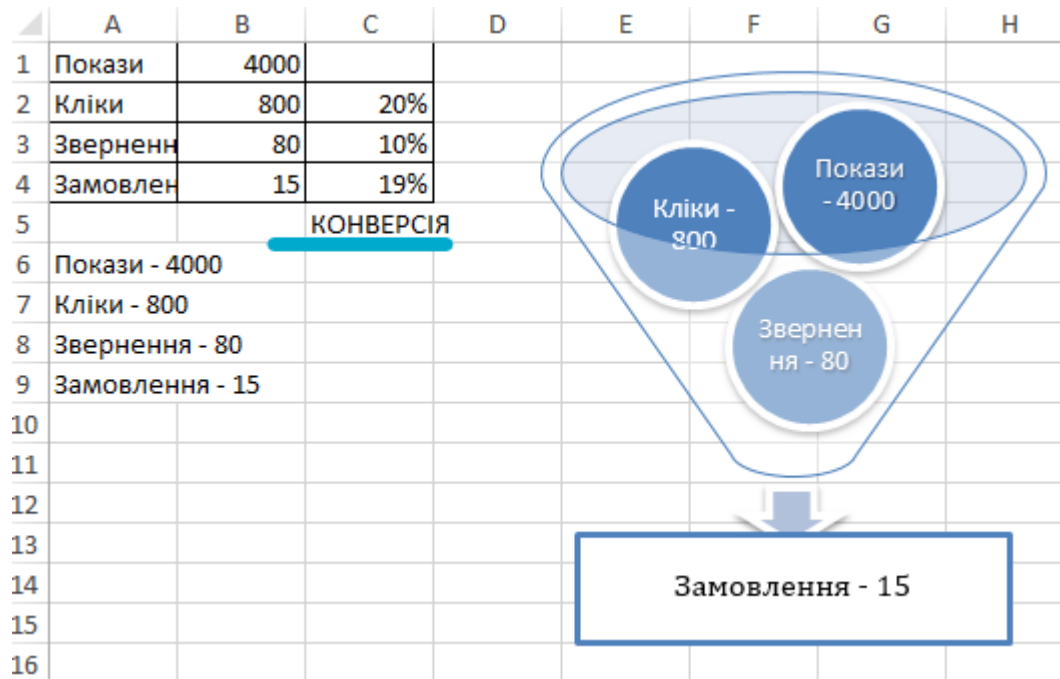 A B C D E F G H
1 Покази 4000
2 Кліки 800 20%
3 Зверненн 80 10%
4 Замовлен 15 19%
5 КОНВЕРСІЯ
6 Покази - 4000
7 Кліки - 800
8 Звернення - 80
9 Замовлення - 15
10
11
12
13
14
15
16
Покази
- 4000
Кліки -
800
Звернен
ня - 80
Замовлення - 15